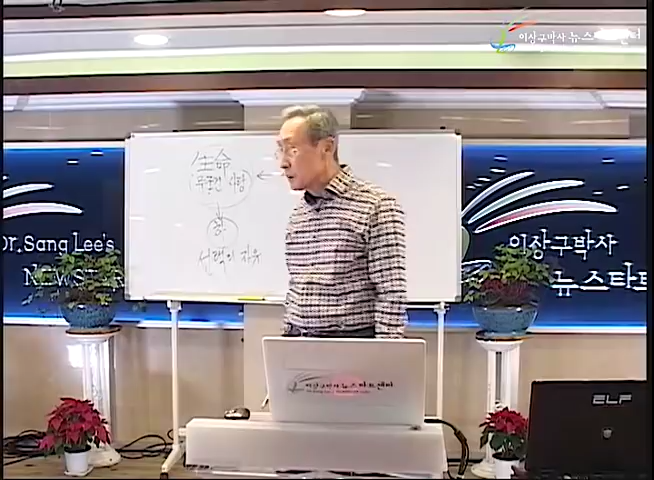 이상구박사 뉴스타트센터
生命
무조건 사랑
선택의 자유
Dr.Sang Lee's
NEWSTART
이상구박사
뉴스타트
이상구박사 뉴스타트센터
ELF